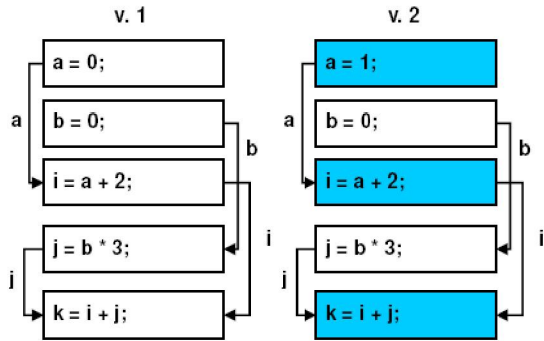 v. 1
a = 0;
a
b = 0;
b
i = a + 2;
i
j = b * 3;
j
k = i + j;
v. 2
a = 1;
a
b = 0;
b
i = a + 2;
i
j = b * 3;
j
k = i + j;